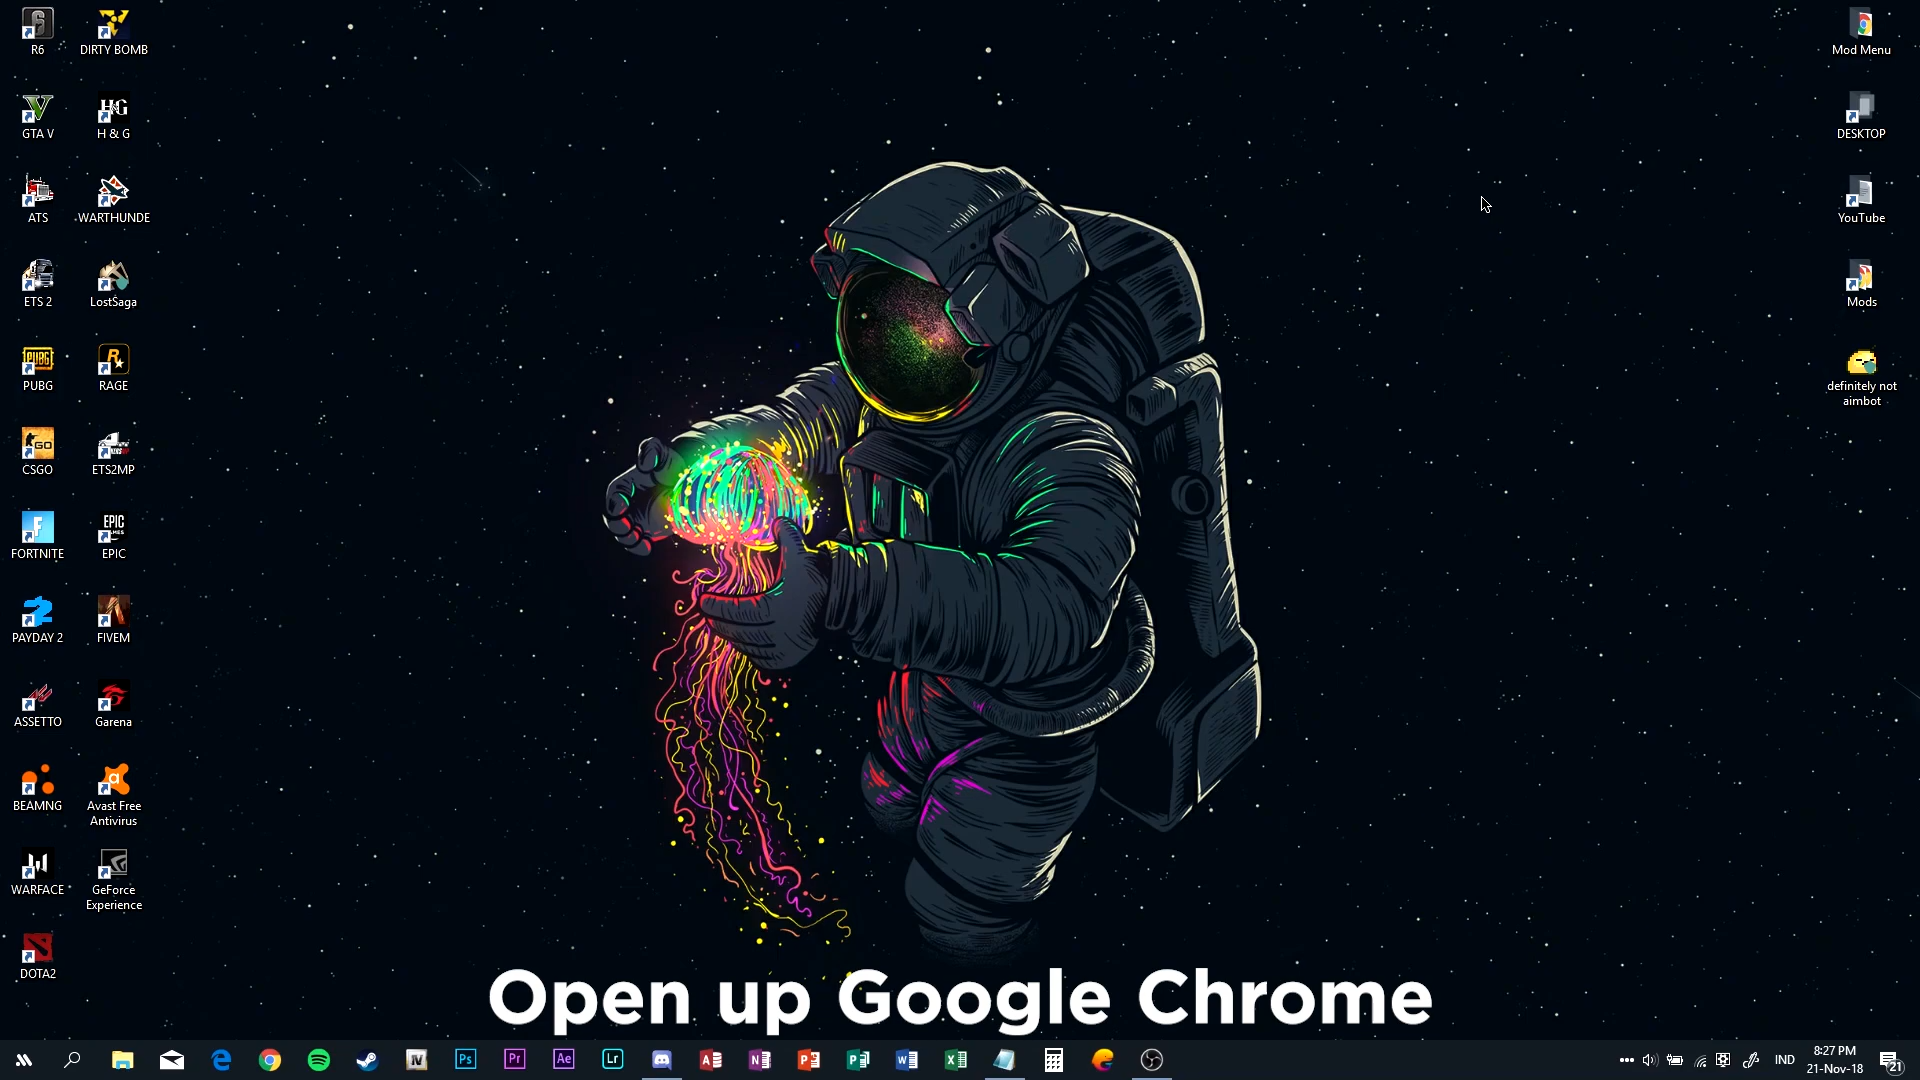 R6
DIRTY BOMB
GTA V
H & G
ATS
WARTHUNDE
ETS 2
LostSaga
PUBG
RAGE
CSGO
ETS2MP
FORTNITE
EPIC
PAYDAY 2
FIVEM
ASSETTO
Garena
BEAMNG
Avast Free
Antivirus
WARFACE
GeForce
Experience
DOTA2
Mod Menu
DESKTOP
YouTube
Mods
definitely not
aimbot
Open up Google Chrome
IND
8:27 PM
21-Nov-18
21